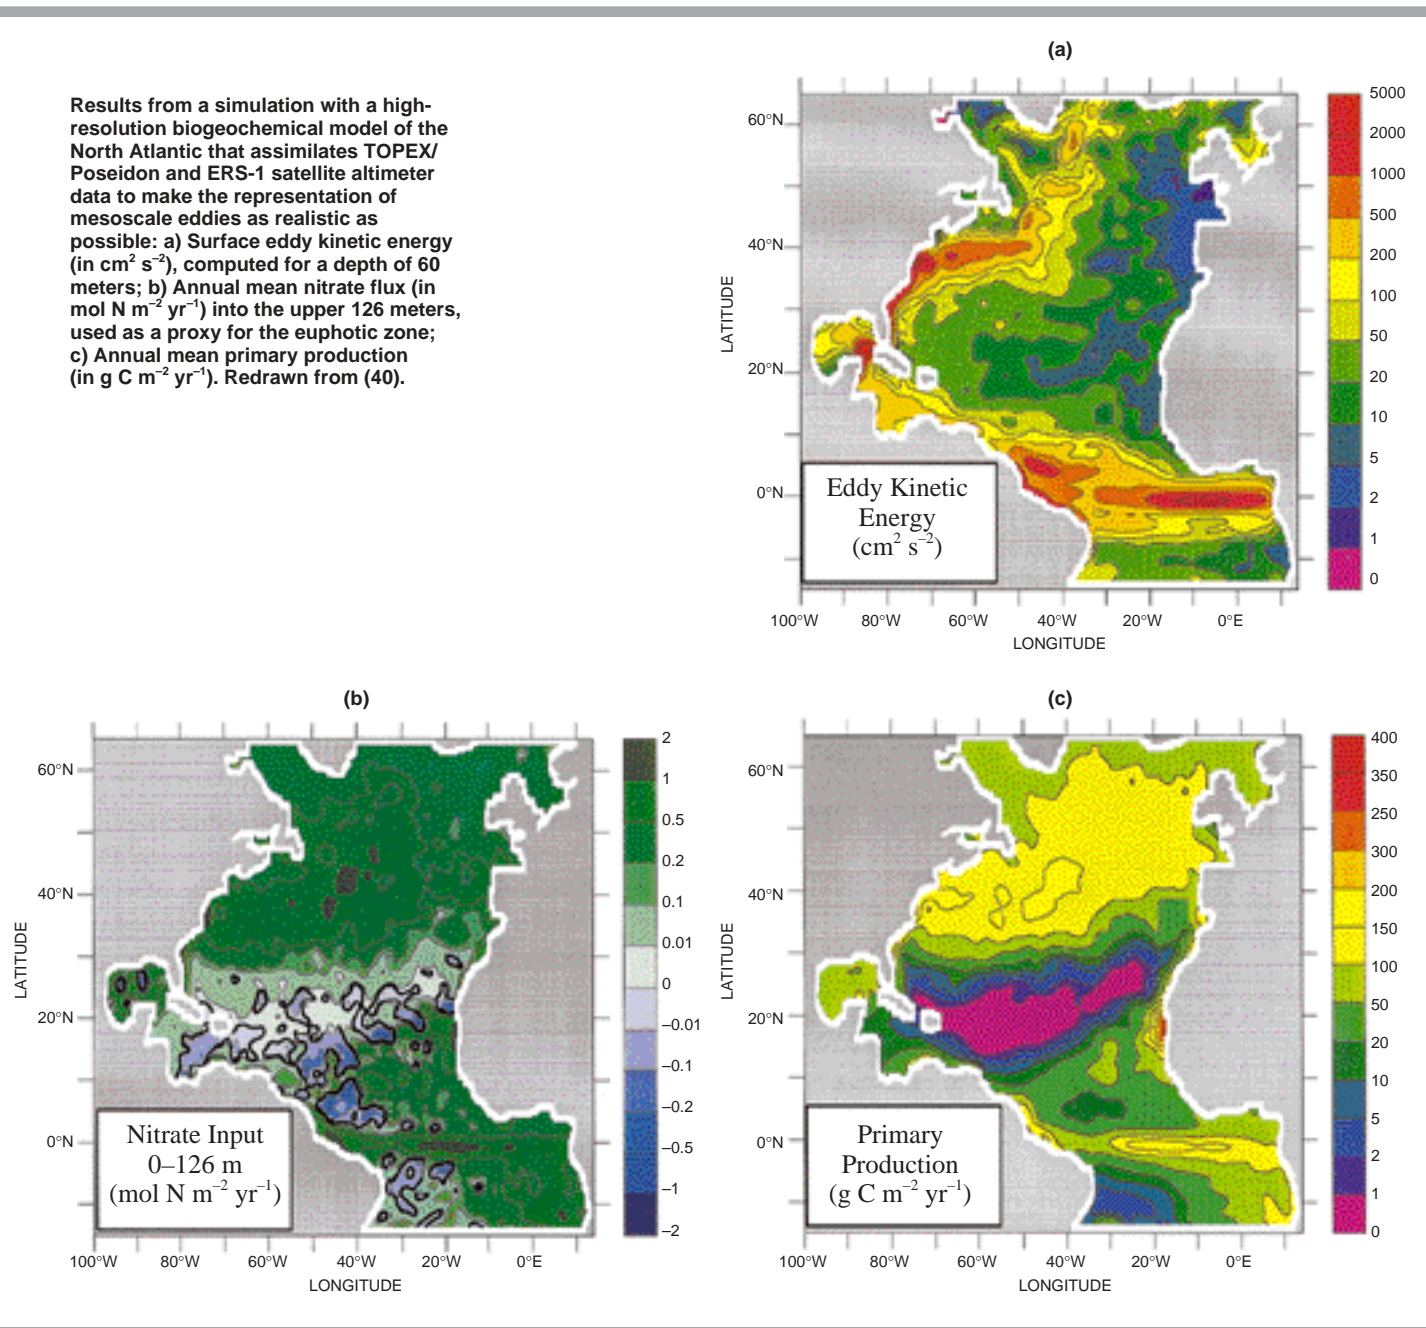 Results from a simulation with a high-
resolution biogeochemical model of the
North Atlantic that assimilates TOPEX/
Poseidon and ERS-1 satellite altimeter
data to make the representation of
mesoscale eddies as realistic as
possible: a) Surface eddy kinetic energy
(in cm² s⁻²), computed for a depth of 60
meters; b) Annual mean nitrate flux (in
mol N m⁻² yr⁻¹) into the upper 126 meters,
used as a proxy for the euphotic zone;
c) Annual mean primary production
(in g C m⁻² yr⁻¹). Redrawn from (40).
(a)
60°N
40°N
20°N
0°N
LATITUDE
Eddy Kinetic
Energy
(cm² s⁻²)
100°W 80°W 60°W 40°W 20°W 0°E
LONGITUDE
5000
2000
1000
500
200
100
50
20
10
5
2
1
0
(b)
60°N
40°N
20°N
0°N
LATITUDE
Nitrate Input
0–126 m
(mol N m⁻² yr⁻¹)
100°W 80°W 60°W 40°W 20°W 0°E
LONGITUDE
2
1
0.5
0.2
0.1
0.01
0
–0.01
–0.1
–0.2
–0.5
–1
–2
(c)
60°N
40°N
20°N
0°N
LATITUDE
Primary
Production
(g C m⁻² yr⁻¹)
100°W 80°W 60°W 40°W 20°W 0°E
LONGITUDE
400
350
250
300
200
150
100
50
20
10
5
2
1
0